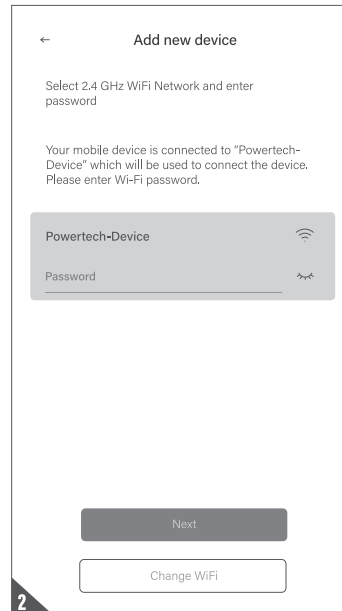 ← Add new device
Select 2.4 GHz WiFi Network and enter
password
Your mobile device is connected to "Powertech-
Device" which will be used to connect the device.
Please enter Wi-Fi password.
Powertech-Device
Password
Next
Change WiFi
2